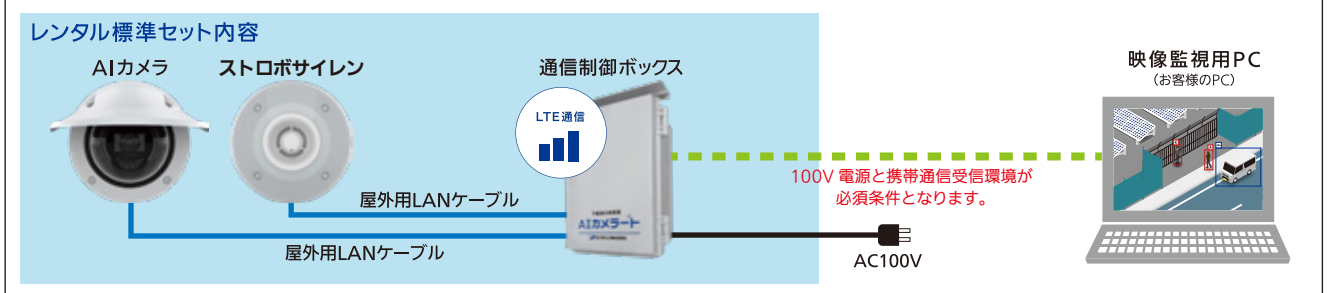 レンタル標準セット内容
AIカメラ
ストロボサイレン
通信制御ボックス
映像監視用PC
(お客様のPC)
LTE通信
100V 電源と携帯通信受信環境が
必須条件となります。
屋外用LANケーブル
AIカメラート
屋外用LANケーブル
AC100V